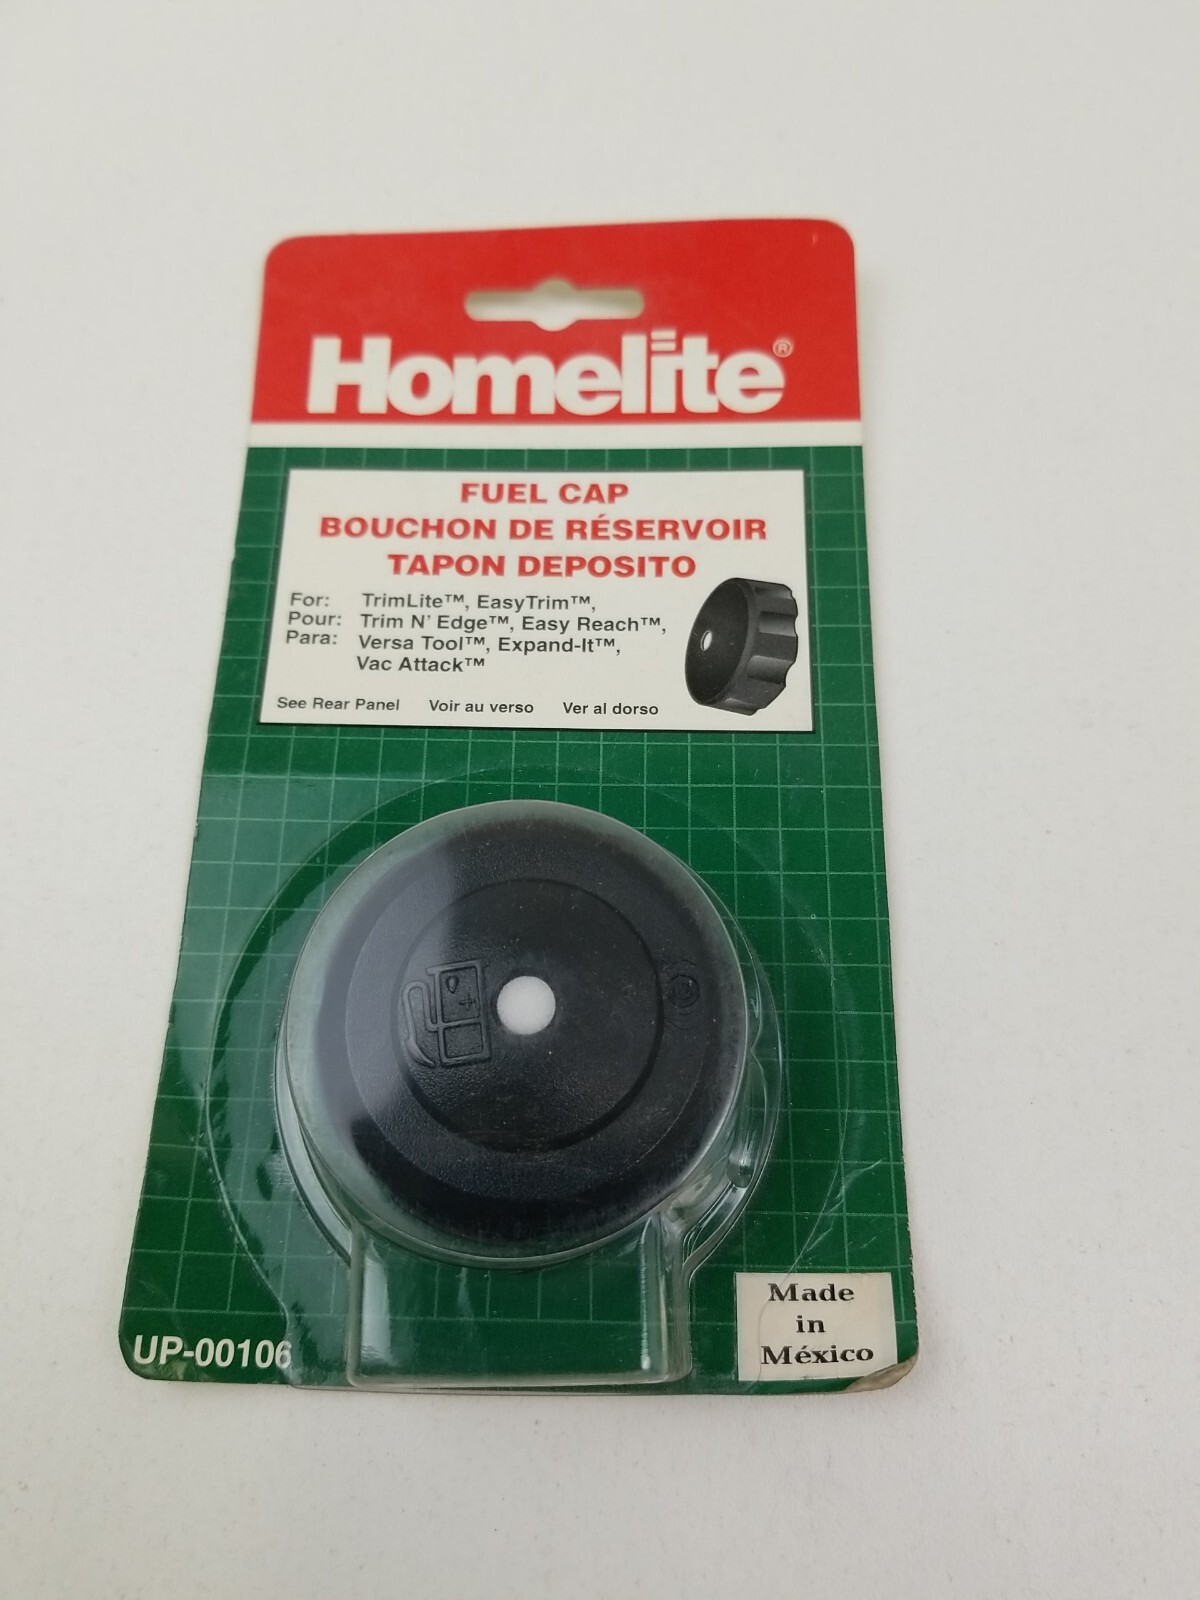 Homelite®
FUEL CAP
BOUCHON DE RÉSERVOIR
TAPON DEPOSITO
For: TrimLite™, EasyTrim™,
Pour: Trim N' Edge™, Easy Reach™,
Para: Versa Tool™, Expand-It™,
Vac Attack™
See Rear Panel Voir au verso Ver al dorso
UP-00106
Made
in
México